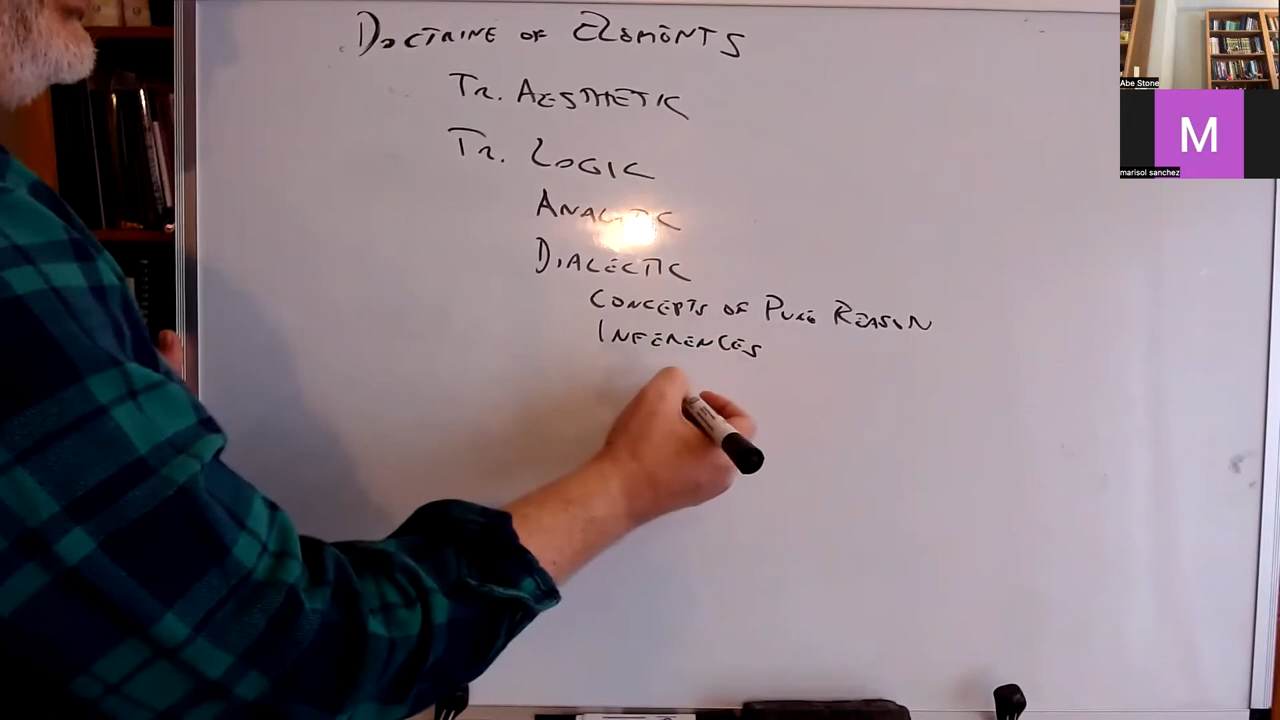 DOCTRINE OF ELEMENTS
TR. AESTHETIC
TR. LOGIC
ANALYTIC
DIALECTIC
CONCEPTS OF PURE REASON
INFERENCES
Abe Stone
M
marisol sanchez